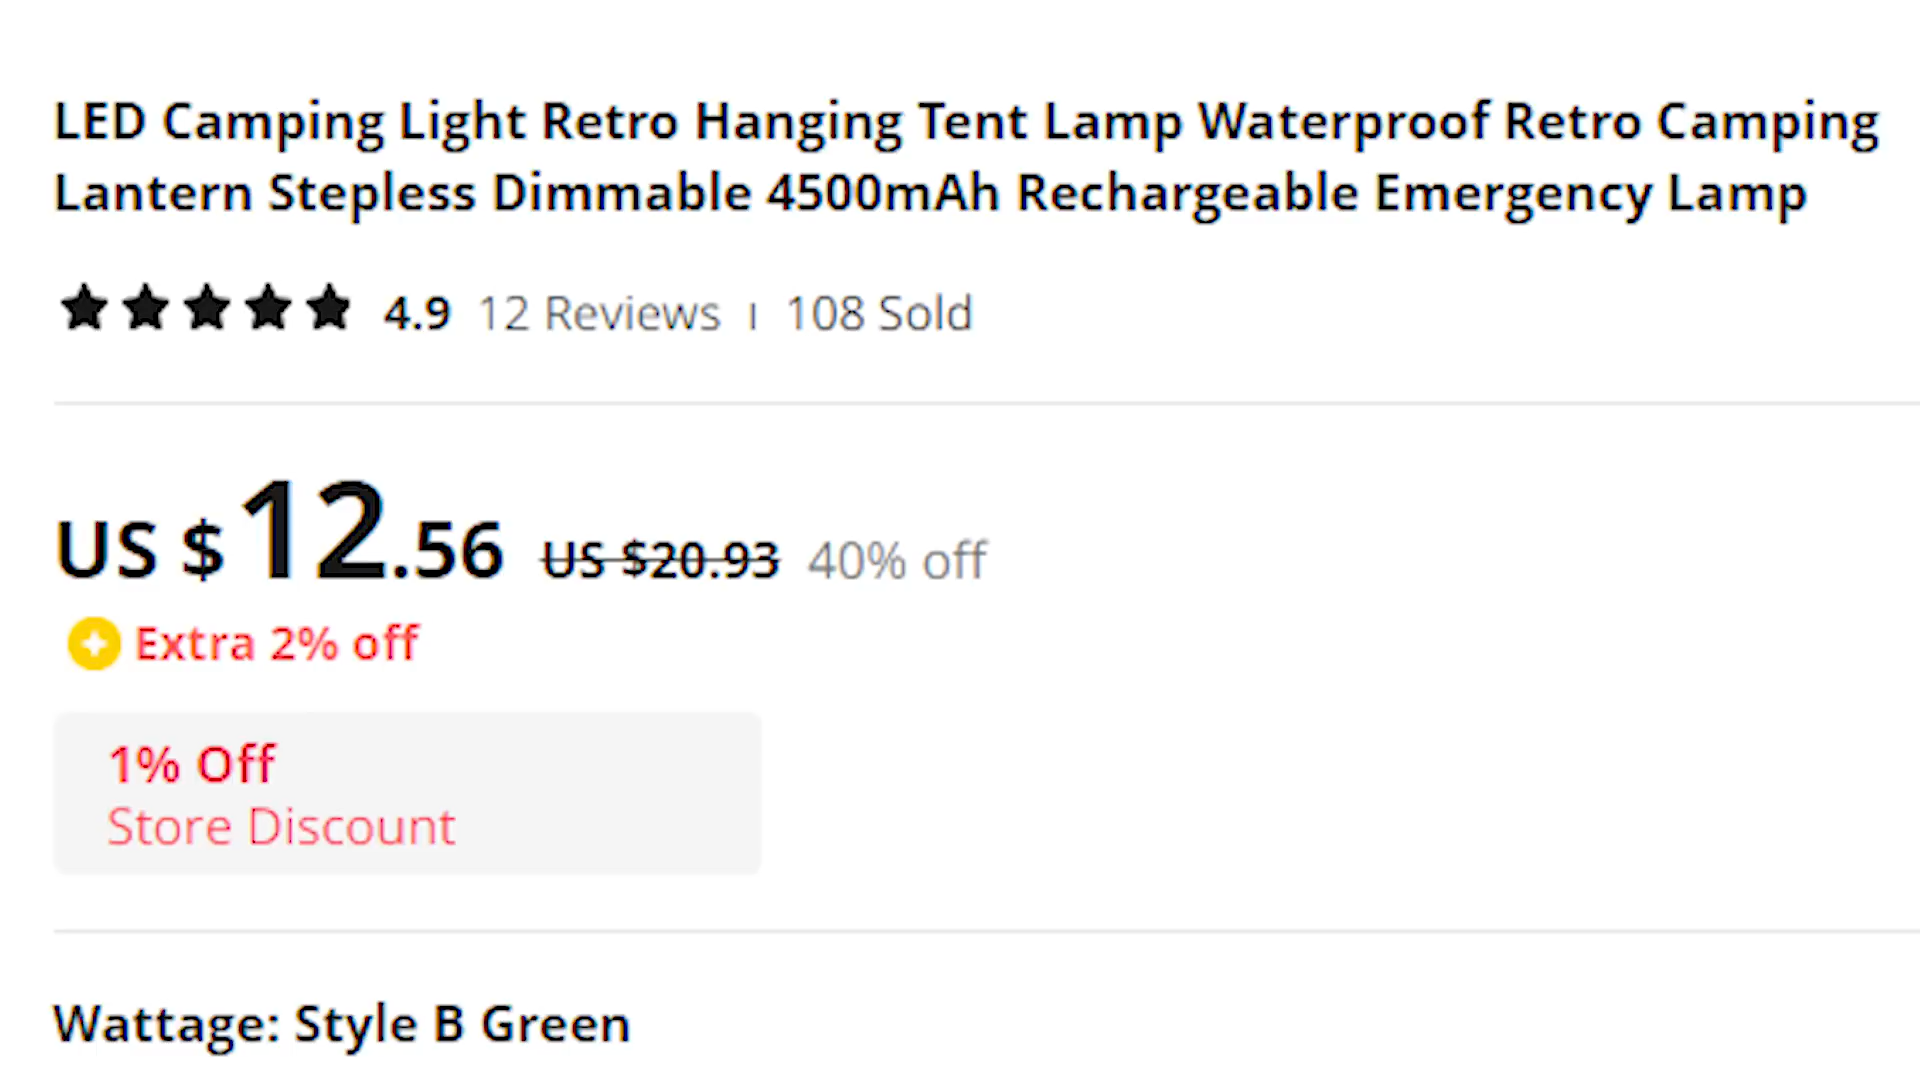 LED Camping Light Retro Hanging Tent Lamp Waterproof Retro Camping
Lantern Stepless Dimmable 4500mAh Rechargeable Emergency Lamp
4.9 12 Reviews | 108 Sold
US $12.56 US $20.93 40% off
Extra 2% off
1% Off
Store Discount
Wattage: Style B Green